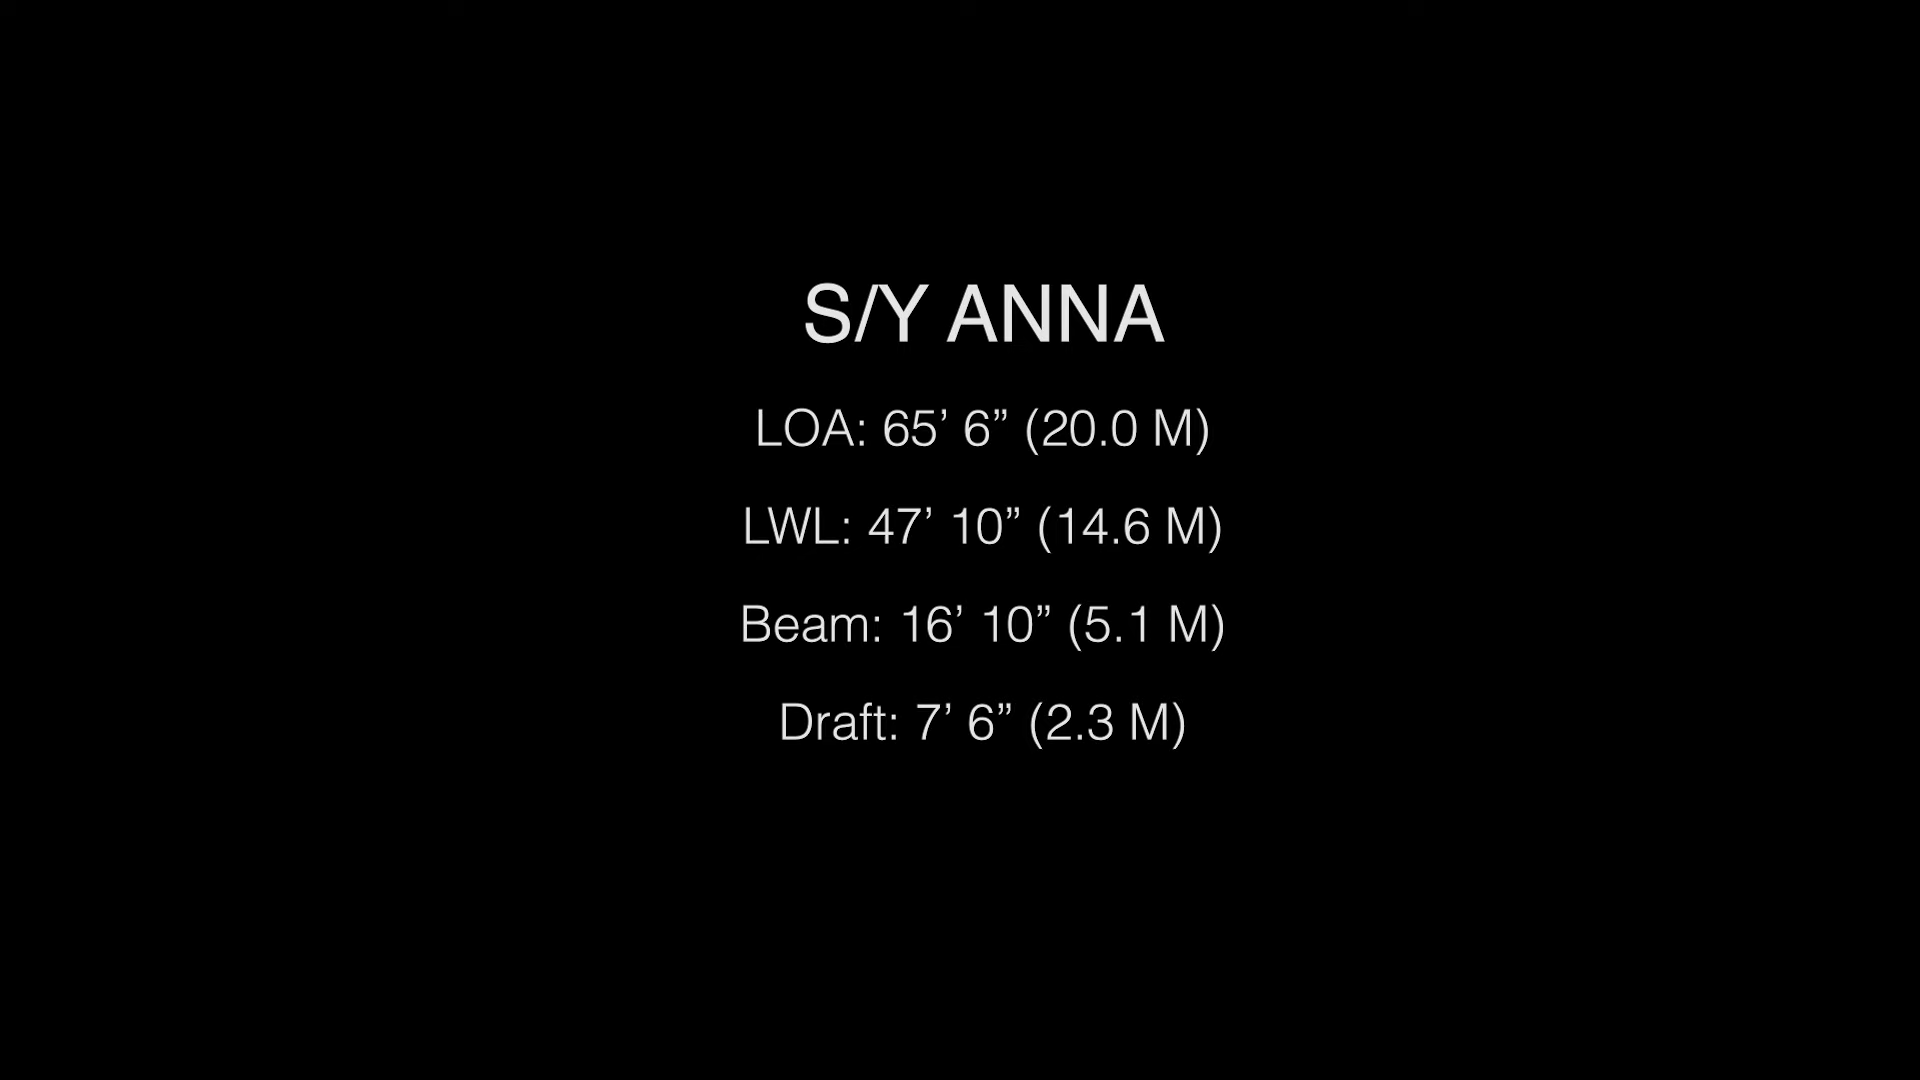 S/Y ANNA
LOA: 65’ 6” (20.0 M)
LWL: 47’ 10” (14.6 M)
Beam: 16’ 10” (5.1 M)
Draft: 7’ 6” (2.3 M)